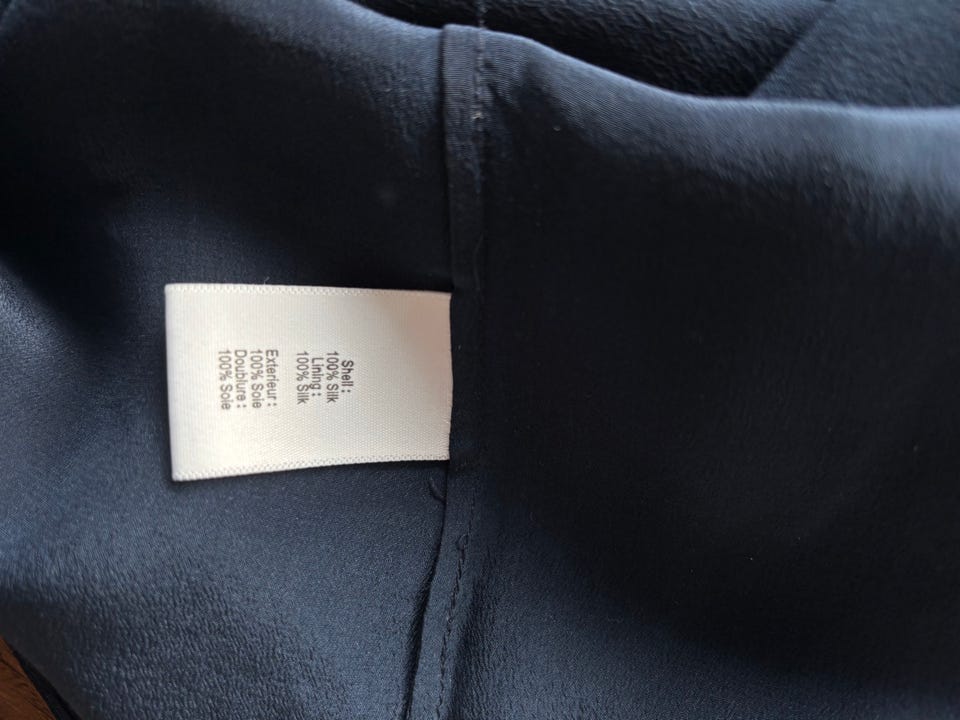 Shell :
100% Silk
Lining :
100% Silk
Exterieur :
100% Soie
Doublure :
100% Soie